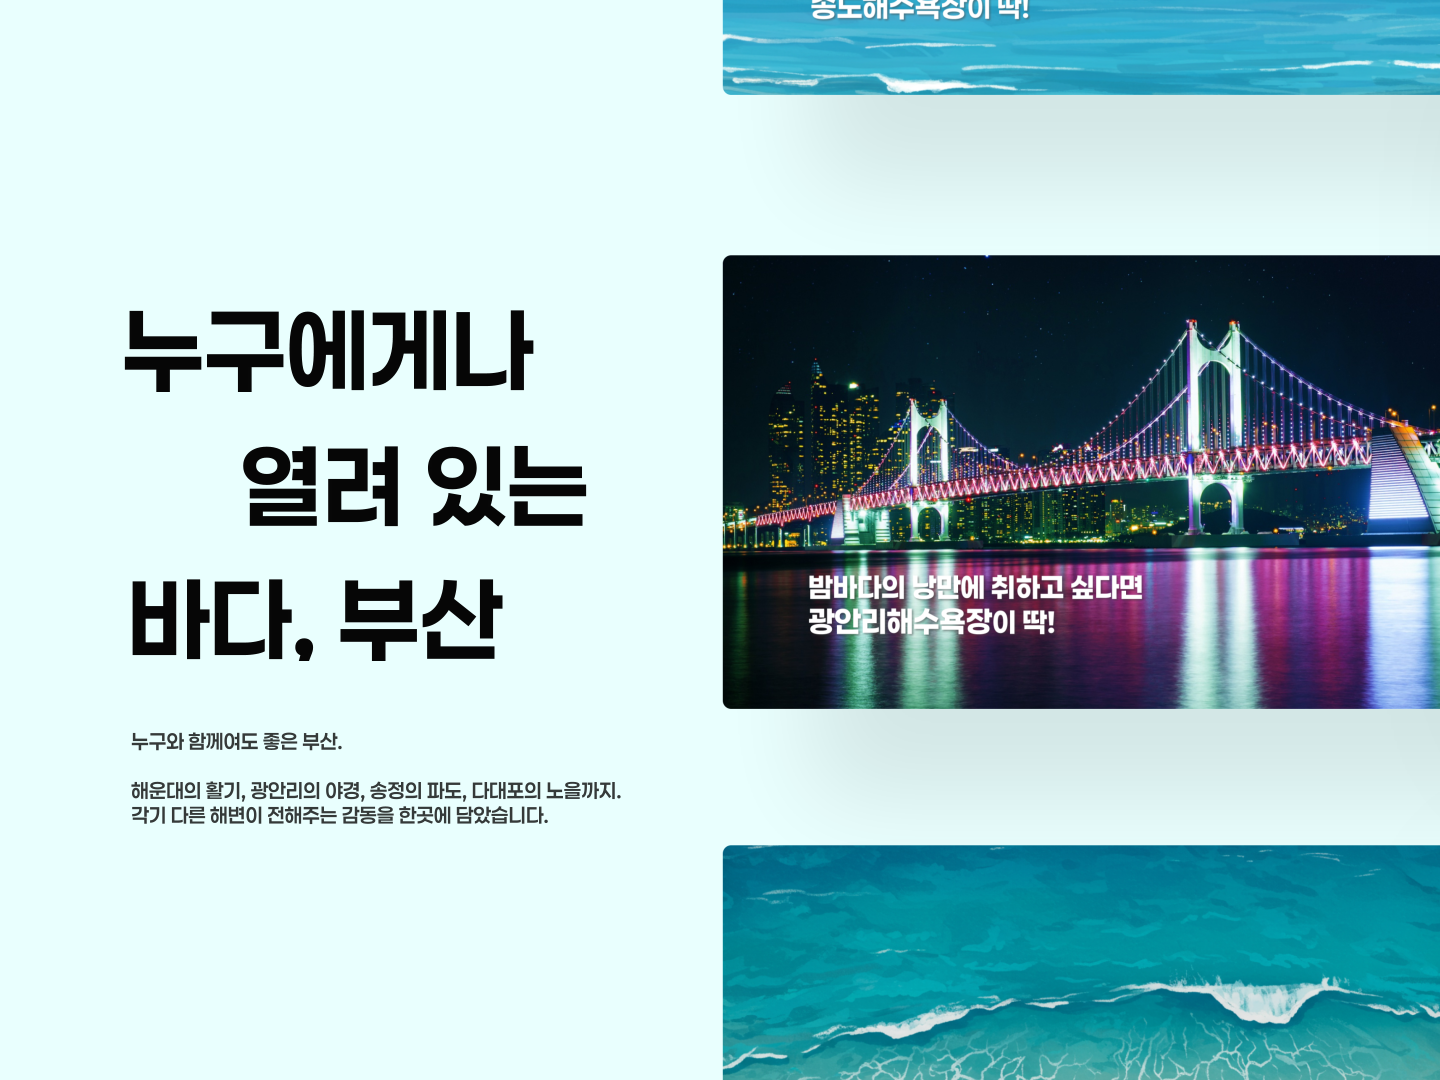 누구에게나
열려 있는
바다, 부산
누구와 함께여도 좋은 부산.
해운대의 활기, 광안리의 야경, 송정의 파도, 다대포의 노을까지.
각기 다른 해변이 전해주는 감동을 한곳에 담았습니다.
송도해수욕장이 딱!
밤바다의 낭만에 취하고 싶다면
광안리해수욕장이 딱!